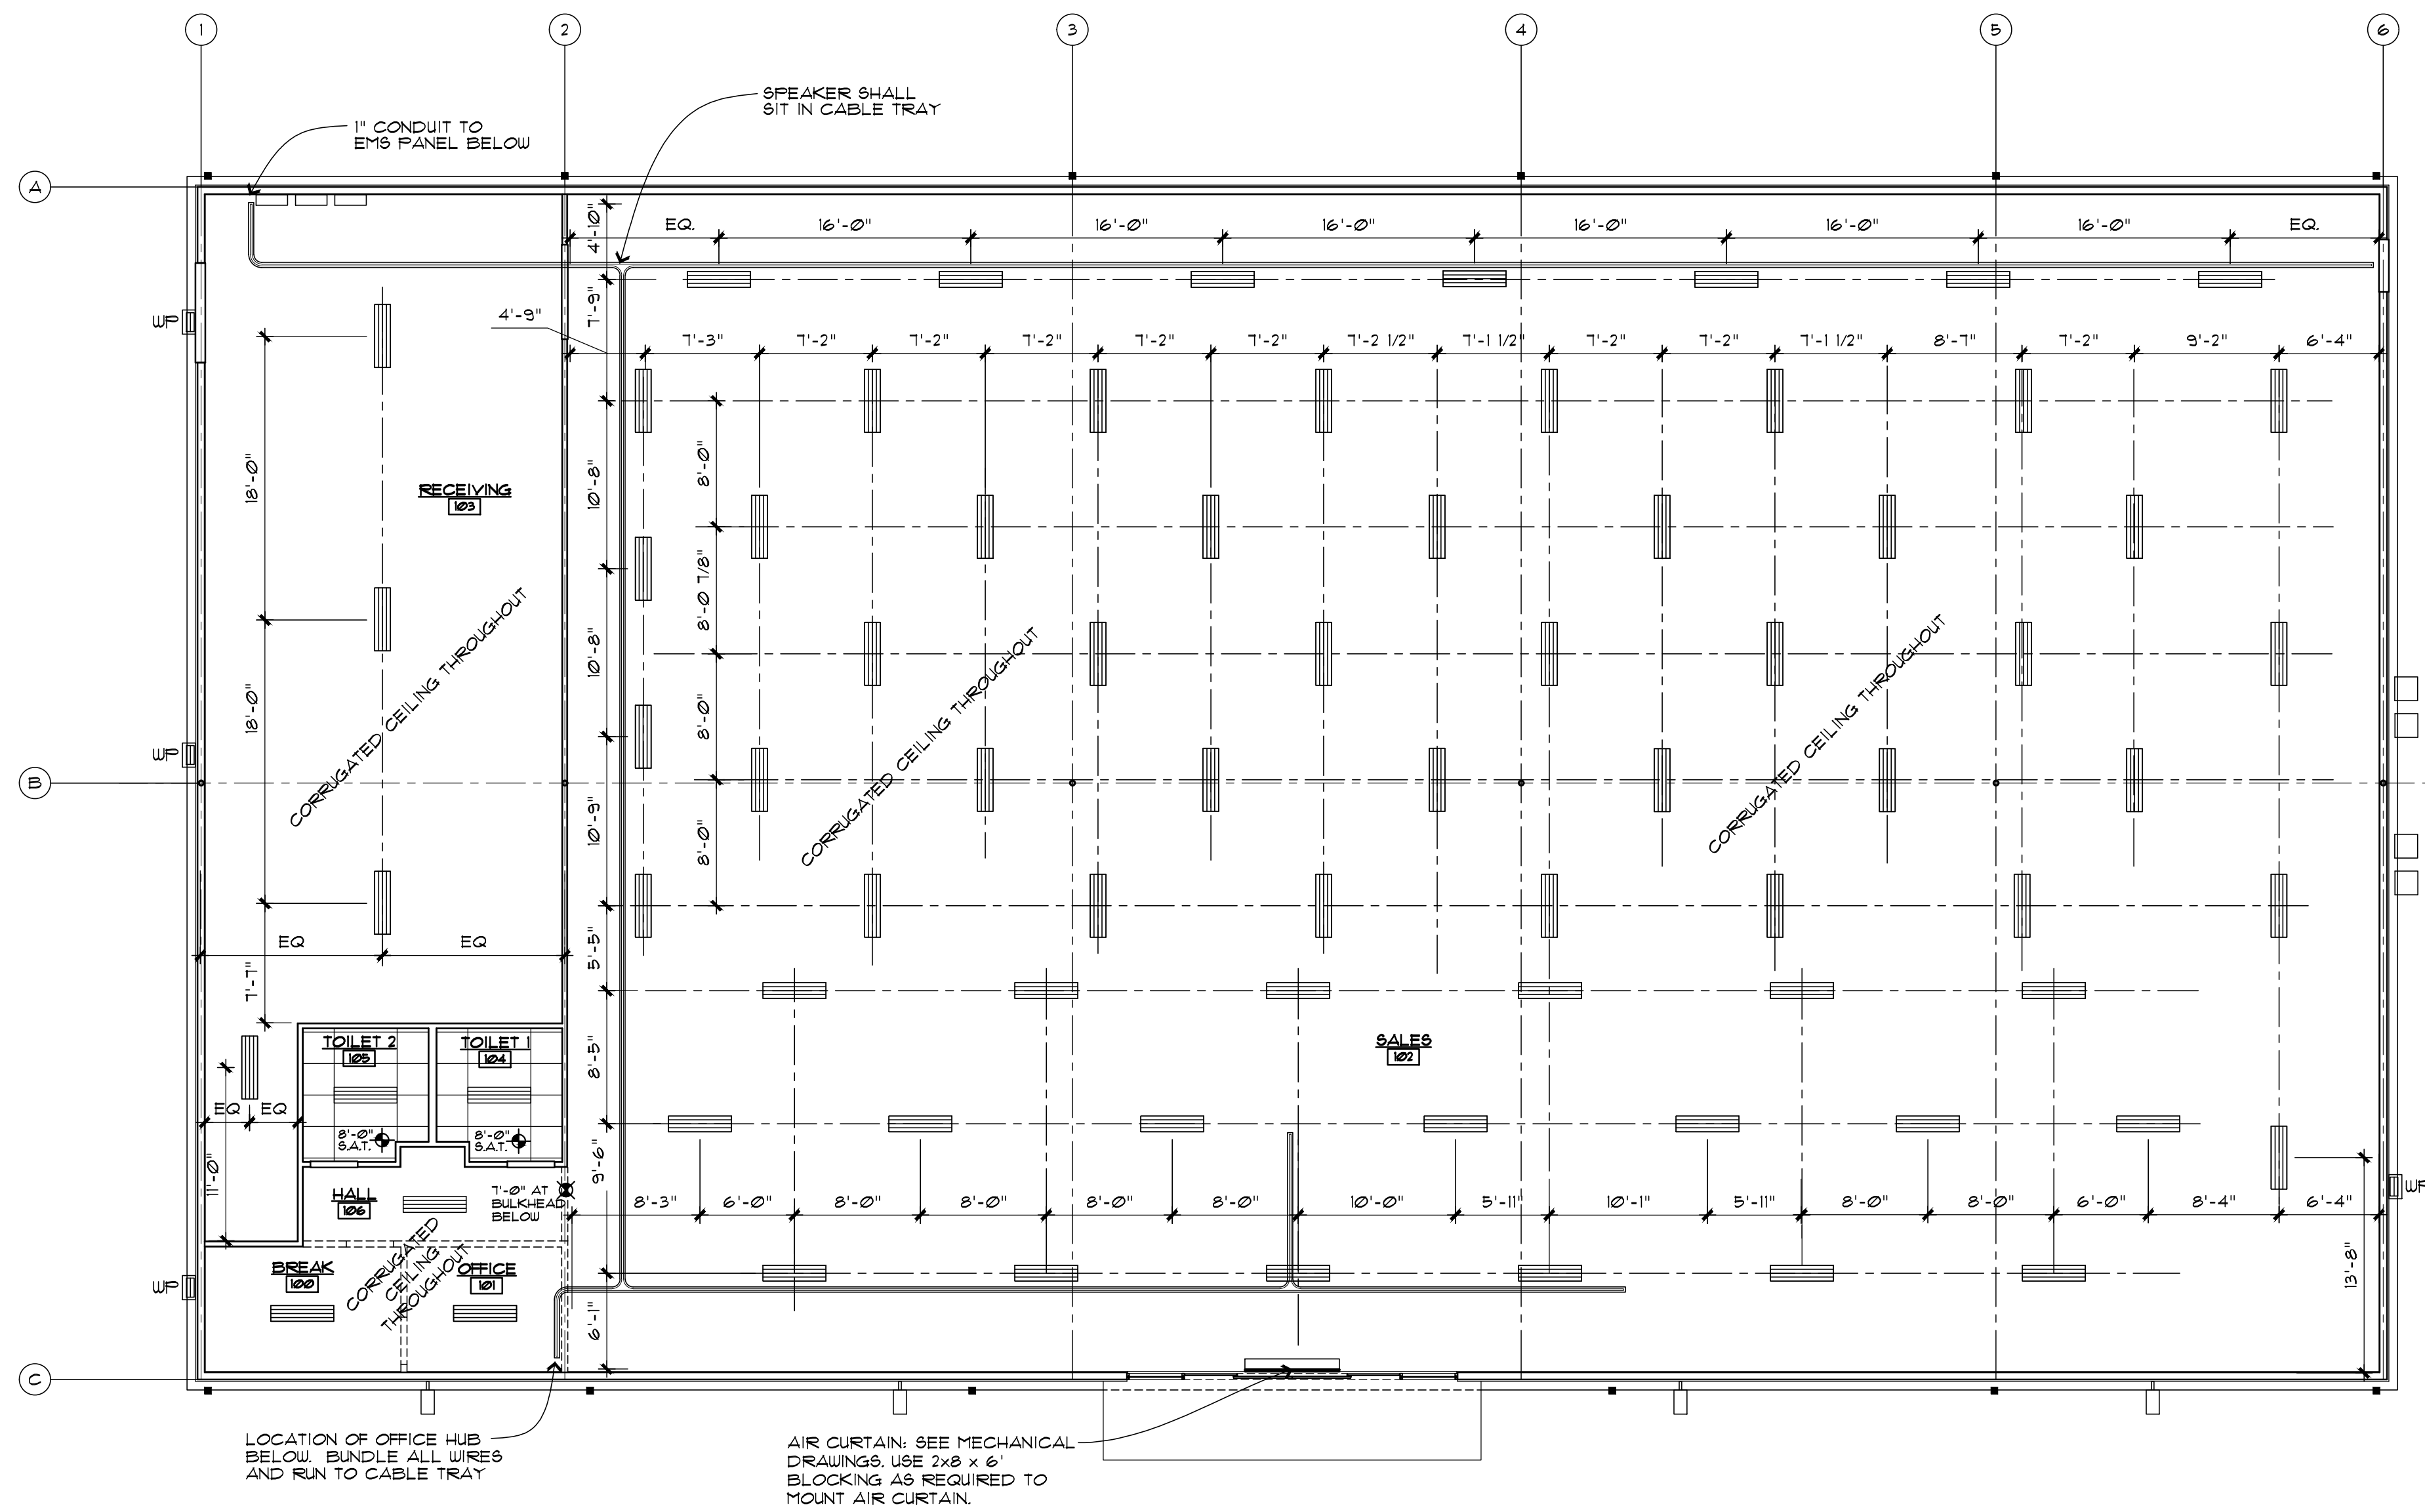 1
2
3
4
5
6
SPEAKER SHALL
SIT IN CABLE TRAY
1" CONDUIT TO
EMS PANEL BELOW
A
4'-10"
EQ.
16'-0"
16'-0"
16'-0"
16'-0"
16'-0"
16'-0"
EQ.
WP
7'-9"
4'-9"
7'-3"
7'-2"
7'-2"
7'-2"
7'-2"
7'-2"
7'-2 1/2"
7'-1 1/2"
7'-2"
7'-2"
7'-1 1/2"
8'-7"
7'-2"
9'-2"
6'-4"
18'-0"
RECEIVING
103
10'-8"
8'-0"
8'-0 7/8"
10'-8"
18'-0"
8'-0"
CORRUGATED CEILING THROUGHOUT
CORRUGATED CEILING THROUGHOUT
CORRUGATED CEILING THROUGHOUT
WP
B
10'-9"
8'-0"
EQ
EQ
7'-7"
5'-5"
TOILET 2
105
TOILET 1
104
8'-5"
SALES
102
EQ
EQ
8'-0"
S.A.T.
8'-0"
S.A.T.
11'-0"
9'-6"
HALL
106
7'-0" AT
BULKHEAD
BELOW
8'-3"
6'-0"
8'-0"
8'-0"
8'-0"
8'-0"
10'-0"
5'-11"
10'-1"
5'-11"
8'-0"
8'-0"
6'-0"
8'-4"
6'-4"
BREAK
100
CORRUGATED
CEILING
THROUGHOUT
OFFICE
101
WP
6'-1"
13'-8"
C
LOCATION OF OFFICE HUB
BELOW. BUNDLE ALL WIRES
AND RUN TO CABLE TRAY
AIR CURTAIN: SEE MECHANICAL
DRAWINGS. USE 2x8 x 6'
BLOCKING AS REQUIRED TO
MOUNT AIR CURTAIN.